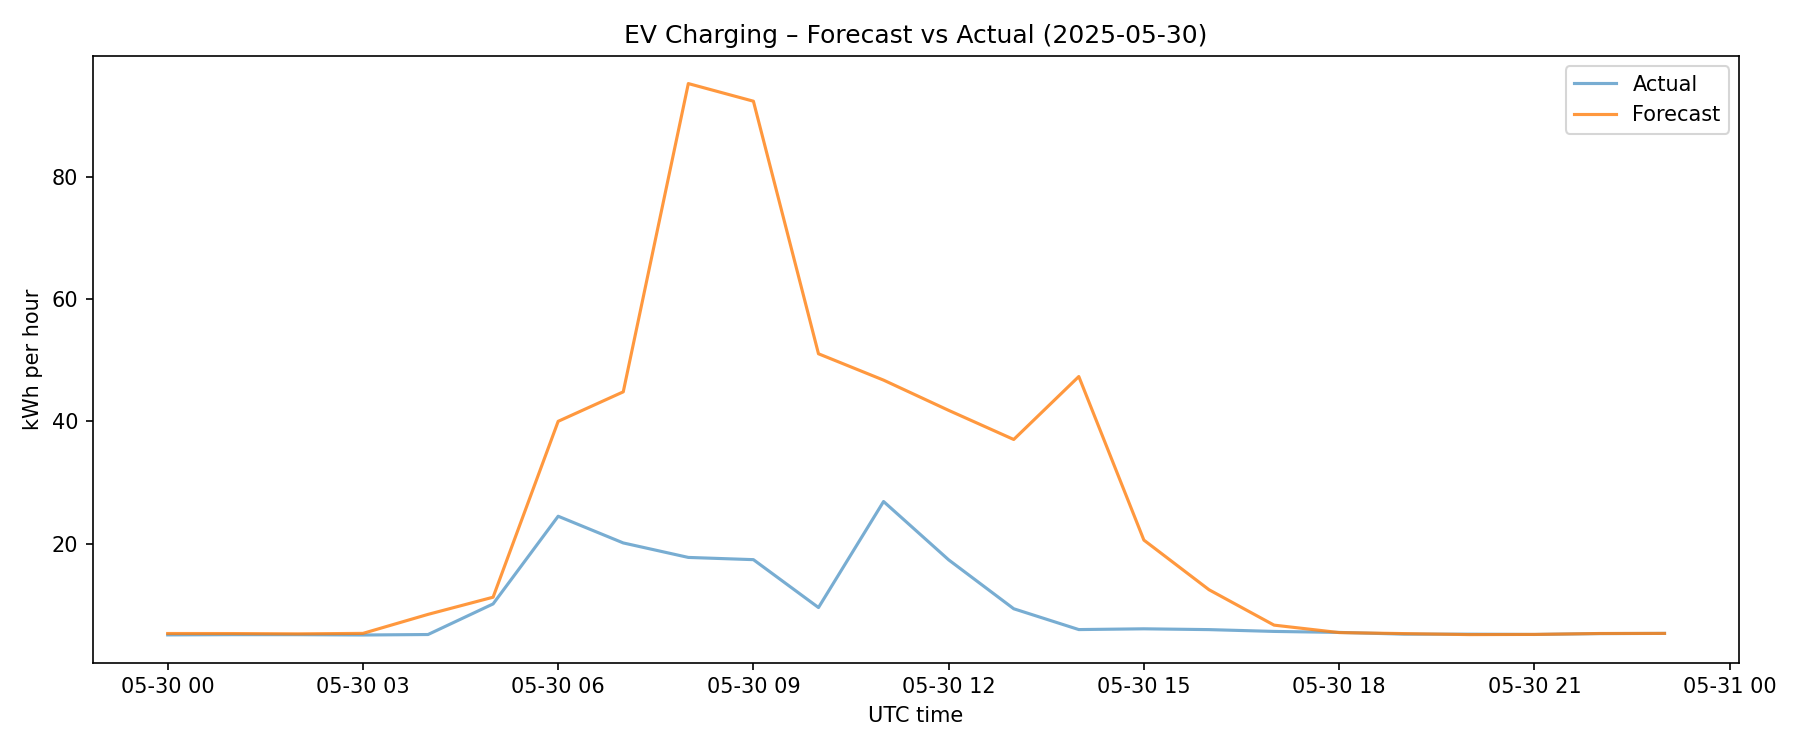 EV Charging – Forecast vs Actual (2025-05-30)
Actual
Forecast
kWh per hour
80
60
40
20
05-30 00
05-30 03
05-30 06
05-30 09
05-30 12
05-30 15
05-30 18
05-30 21
05-31 00
UTC time